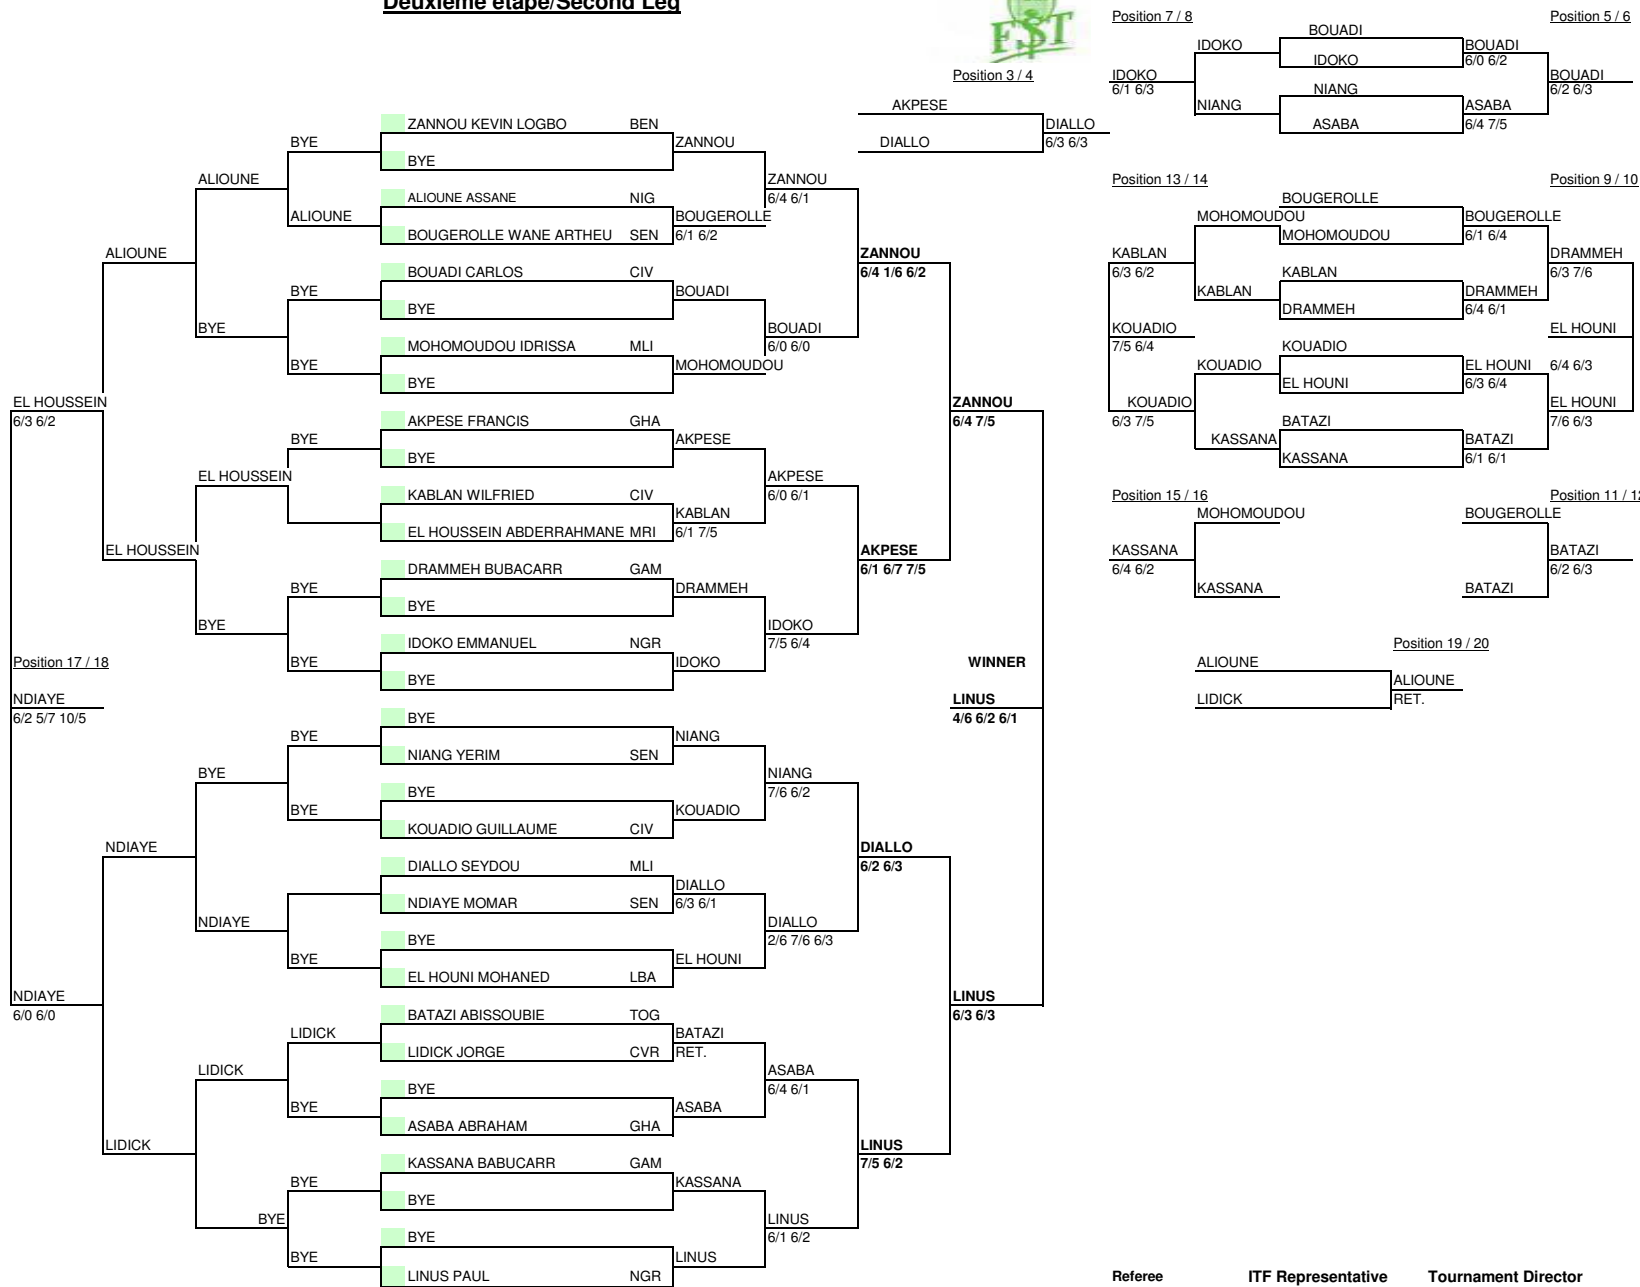 Deuxième étape/Second Leg
FST
Position 7 / 8
Position 5 / 6
BOUADI
IDOKO
BOUADI
IDOKO
6/0 6/2
Position 3 / 4
IDOKO
BOUADI
6/1 6/3
6/2 6/3
NIANG
AKPESE
NIANG
ASABA
ZANNOU KEVIN LOGBO BEN
DIALLO
ASABA
6/4 7/5
BYE
ZANNOU
DIALLO
6/3 6/3
BYE
ALIOUNE
ZANNOU
Position 13 / 14
Position 9 / 10
ALIOUNE ASSANE NIG
6/4 6/1
BOUGEROLLE
ALIOUNE
BOUGEROLLE
MOHOMOUDOU
BOUGEROLLE
BOUGEROLLE WANE ARTHEU SEN
6/1 6/2
MOHOMOUDOU
6/1 6/4
ALIOUNE
ZANNOU
KABLAN
DRAMMEH
BOUADI CARLOS CIV
6/4 1/6 6/2
6/3 6/2
KABLAN
6/3 7/6
BYE
BOUADI
KABLAN
DRAMMEH
BYE
DRAMMEH
6/4 6/1
BYE
BOUADI
KOUADIO
EL HOUNI
MOHOMOUDOU IDRISSA MLI
6/0 6/0
7/5 6/4
KOUADIO
BYE
MOHOMOUDOU
KOUADIO
EL HOUNI
6/4 6/3
BYE
EL HOUNI
6/3 6/4
EL HOUSSEIN
ZANNOU
KOUADIO
EL HOUNI
6/3 6/2
AKPESE FRANCIS GHA
6/4 7/5
6/3 7/5
BATAZI
7/6 6/3
BYE
AKPESE
KASSANA
BATAZI
BYE
KASSANA
6/1 6/1
EL HOUSSEIN
AKPESE
KABLAN WILFRIED CIV
6/0 6/1
Position 15 / 16
Position 11 / 12
KABLAN
MOHOMOUDOU
BOUGEROLLE
EL HOUSSEIN ABDERRAHMANE MRI
6/1 7/5
EL HOUSSEIN
AKPESE
KASSANA
BATAZI
DRAMMEH BUBACARR GAM
6/1 6/7 7/5
6/4 6/2
6/2 6/3
BYE
DRAMMEH
KASSANA
BATAZI
BYE
BYE
IDOKO
IDOKO EMMANUEL NGR
7/5 6/4
Position 19 / 20
Position 17 / 18
BYE
IDOKO
WINNER
ALIOUNE
BYE
ALIOUNE
NDIAYE
LINUS
LIDICK
RET.
6/2 5/7 10/5
BYE
4/6 6/2 6/1
BYE
NIANG
NIANG YERIM SEN
BYE
NIANG
BYE
7/6 6/2
BYE
KOUADIO
KOUADIO GUILLAUME CIV
NDIAYE
DIALLO
DIALLO SEYDOU MLI
6/2 6/3
DIALLO
NDIAYE MOMAR SEN
6/3 6/1
NDIAYE
DIALLO
BYE
2/6 7/6 6/3
BYE
EL HOUNI
EL HOUNI MOHANED LBA
NDIAYE
LINUS
6/0 6/0
BATAZI ABISSOUBIE TOG
6/3 6/3
LIDICK
BATAZI
LIDICK JORGE CVR
RET.
LIDICK
ASABA
BYE
6/4 6/1
BYE
ASABA
ASABA ABRAHAM GHA
LIDICK
LINUS
KASSANA BABUCARR GAM
7/5 6/2
BYE
KASSANA
BYE
BYE
LINUS
BYE
6/1 6/2
BYE
LINUS
LINUS PAUL NGR
Referee ITF Representative Tournament Director